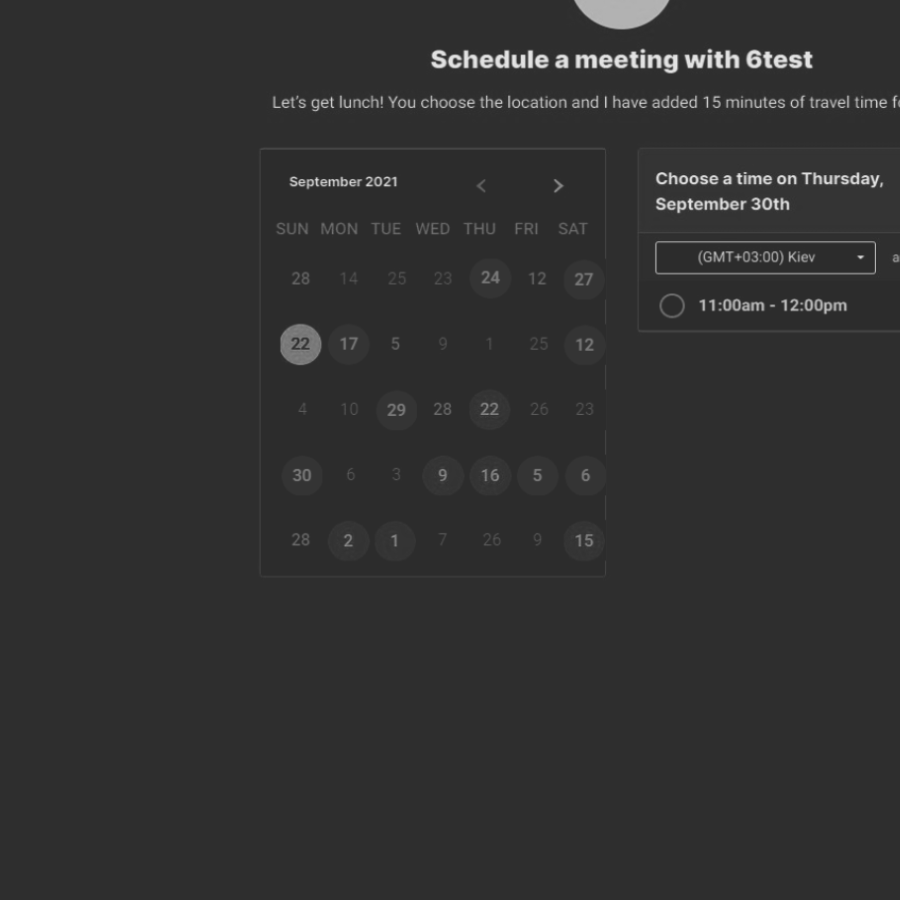 Schedule a meeting with 6test
Let's get lunch! You choose the location and I have added 15 minutes of travel time
September 2021
SUN MON TUE WED THU FRI SAT
28 14 25 23 24 12 27
22 17 5 9 1 25 12
4 10 29 28 22 26 23
30 6 3 9 16 5 6
28 2 1 7 26 9 15
Choose a time on Thursday,
September 30th
(GMT+03:00) Kiev
11:00am - 12:00pm